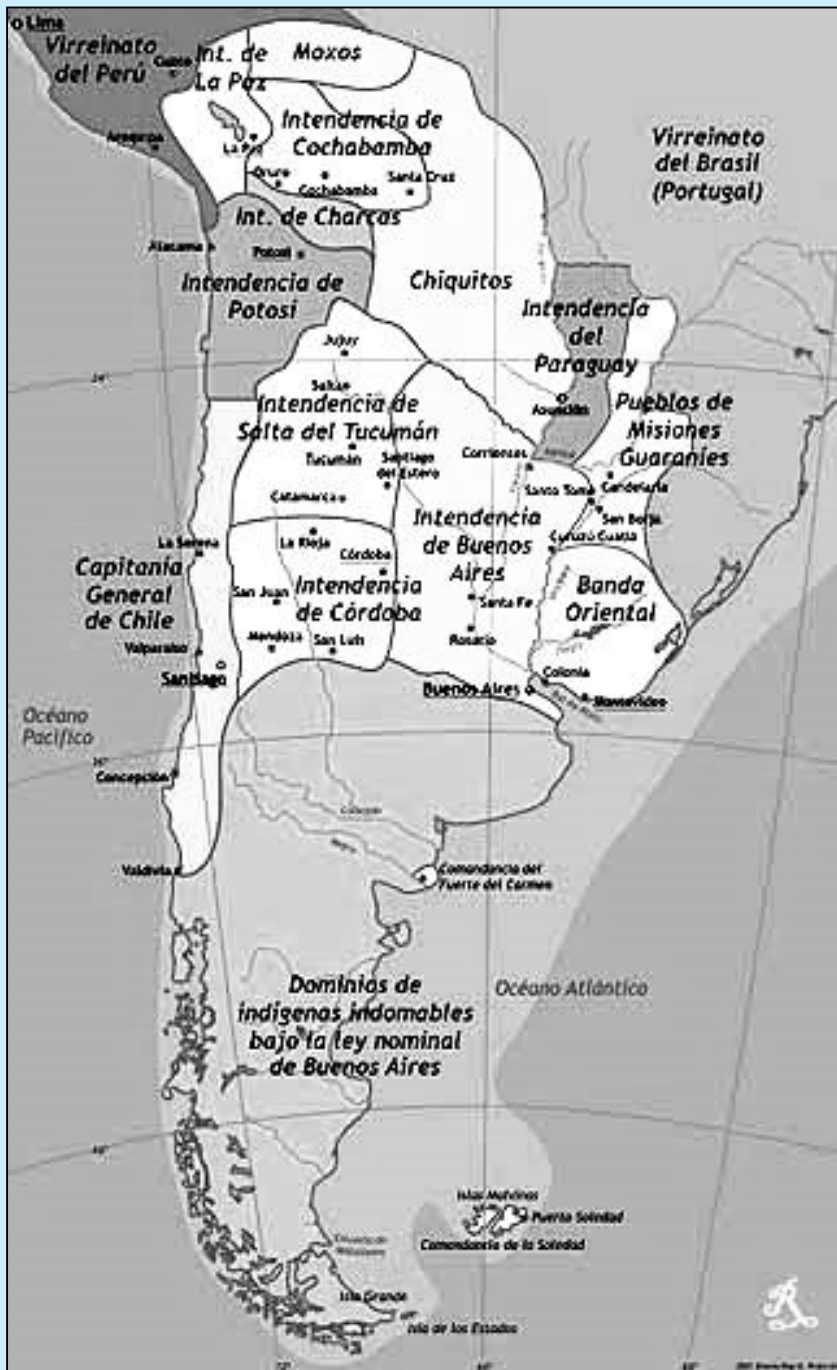 Lima
Virreinato
del Perú
Cuzco
Arequipa
Int. de
La Paz
La Paz
Moxos
Intendencia de
Cochabamba
Oruro
Cochabamba
Santa Cruz
Virreinato
del Brasil
(Portugal)
Int. de Charcas
Atacama
Potosí
Intendencia de
Potosí
Chiquitos
Intendencia
del
Paraguay
Asunción
Jujuy
Salta
Intendencia de
Salta del Tucumán
Tucumán
Santiago
del Estero
Catamarca
Pueblos de
Misiones
Guaraníes
Corrientes
Santo Tomé
Candelaria
San Borja
Curuzú Cuatiá
Intendencia
de Buenos
Aires
La Serena
La Rioja
Córdoba
Capitanía
General
de Chile
San Juan
Intendencia
de Córdoba
Santa Fe
Banda
Oriental
Valparaíso
Mendoza
San Luis
Rosario
Santiago
Colonia
Buenos Aires
Montevideo
Océano
Pacífico
Concepción
Colorado
Negro
Valdivia
Comandancia del
Fuerte del Carmen
Dominios de
indígenas indomables
bajo la ley nominal
de Buenos Aires
Océano Atlántico
Islas Malvinas
Puerto Soledad
Comandancia de la Soledad
Isla Grande
Isla de los Estados